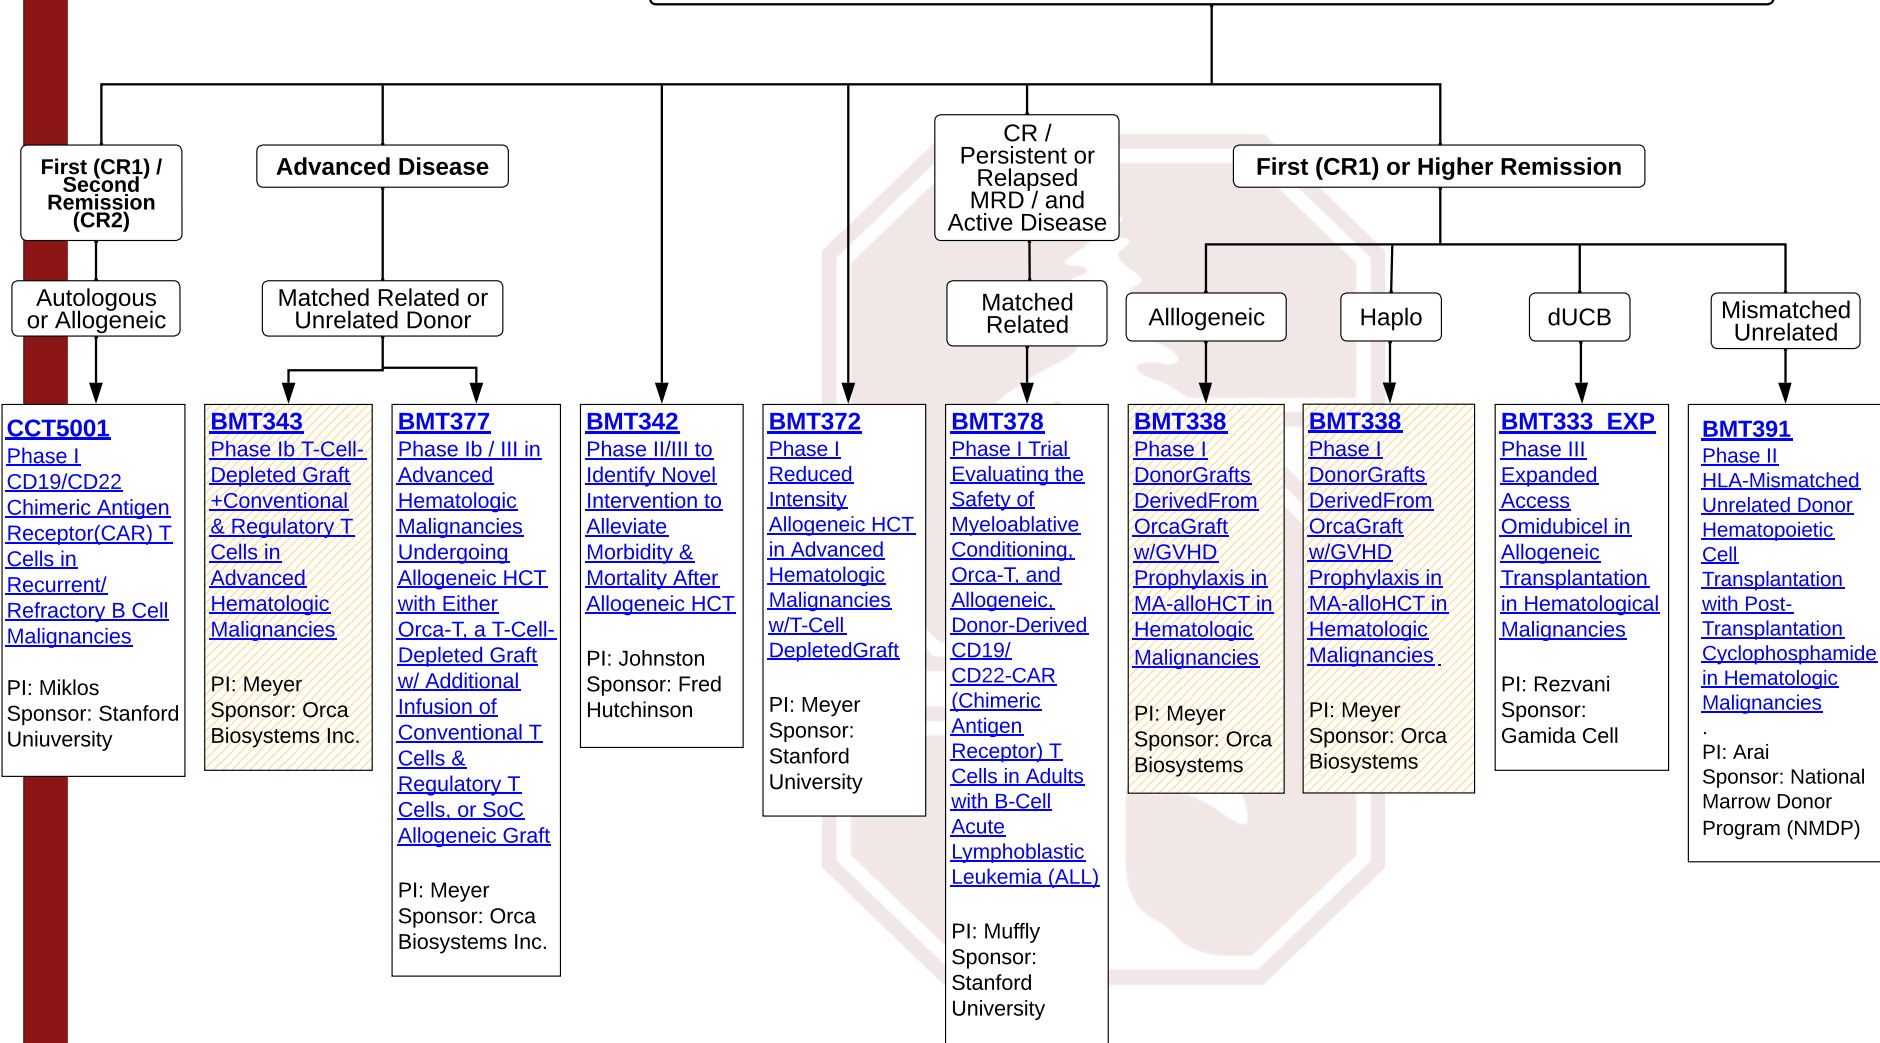 First (CR1) /
Second
Remission
(CR2)
Advanced Disease
CR /
Persistent or
Relapsed
MRD / and
Active Disease
First (CR1) or Higher Remission
Autologous
or Allogeneic
Matched Related or
Unrelated Donor
Matched
Related
Alllogeneic
Haplo
dUCB
Mismatched
Unrelated
CCT5001
Phase I
CD19/CD22
Chimeric Antigen
Receptor(CAR) T
Cells in
Recurrent/
Refractory B Cell
Malignancies
PI: Miklos
Sponsor: Stanford
Uniuversity
BMT343
Phase Ib T-Cell-
Depleted Graft
+Conventional
& Regulatory T
Cells in
Advanced
Hematologic
Malignancies
PI: Meyer
Sponsor: Orca
Biosystems Inc.
BMT377
Phase Ib / III in
Advanced
Hematologic
Malignancies
Undergoing
Allogeneic HCT
with Either
Orca-T, a T-Cell-
Depleted Graft
w/ Additional
Infusion of
Conventional T
Cells &
Regulatory T
Cells, or SoC
Allogeneic Graft
PI: Meyer
Sponsor: Orca
Biosystems Inc.
BMT342
Phase II/III to
Identify Novel
Intervention to
Alleviate
Morbidity &
Mortality After
Allogeneic HCT
PI: Johnston
Sponsor: Fred
Hutchinson
BMT372
Phase I
Reduced
Intensity
Allogeneic HCT
in Advanced
Hematologic
Malignancies
w/T-Cell
DepletedGraft
PI: Meyer
Sponsor:
Stanford
University
BMT378
Phase I Trial
Evaluating the
Safety of
Myeloablative
Conditioning,
Orca-T, and
Allogeneic,
Donor-Derived
CD19/
CD22-CAR
(Chimeric
Antigen
Receptor) T
Cells in Adults
with B-Cell
Acute
Lymphoblastic
Leukemia (ALL)
PI: Muffly
Sponsor:
Stanford
University
BMT338
Phase I
DonorGrafts
DerivedFrom
OrcaGraft
w/GVHD
Prophylaxis in
MA-alloHCT in
Hematologic
Malignancies
PI: Meyer
Sponsor: Orca
Biosystems
BMT338
Phase I
DonorGrafts
DerivedFrom
OrcaGraft
w/GVHD
Prophylaxis in
MA-alloHCT in
Hematologic
Malignancies .
PI: Meyer
Sponsor: Orca
Biosystems
BMT333_EXP
Phase III
Expanded
Access
Omidubicel in
Allogeneic
Transplantation
in Hematological
Malignancies
PI: Rezvani
Sponsor:
Gamida Cell
BMT391
Phase II
HLA-Mismatched
Unrelated Donor
Hematopoietic
Cell
Transplantation
with Post-
Transplantation
Cyclophosphamide
in Hematologic
Malignancies
.
PI: Arai
Sponsor: National
Marrow Donor
Program (NMDP)